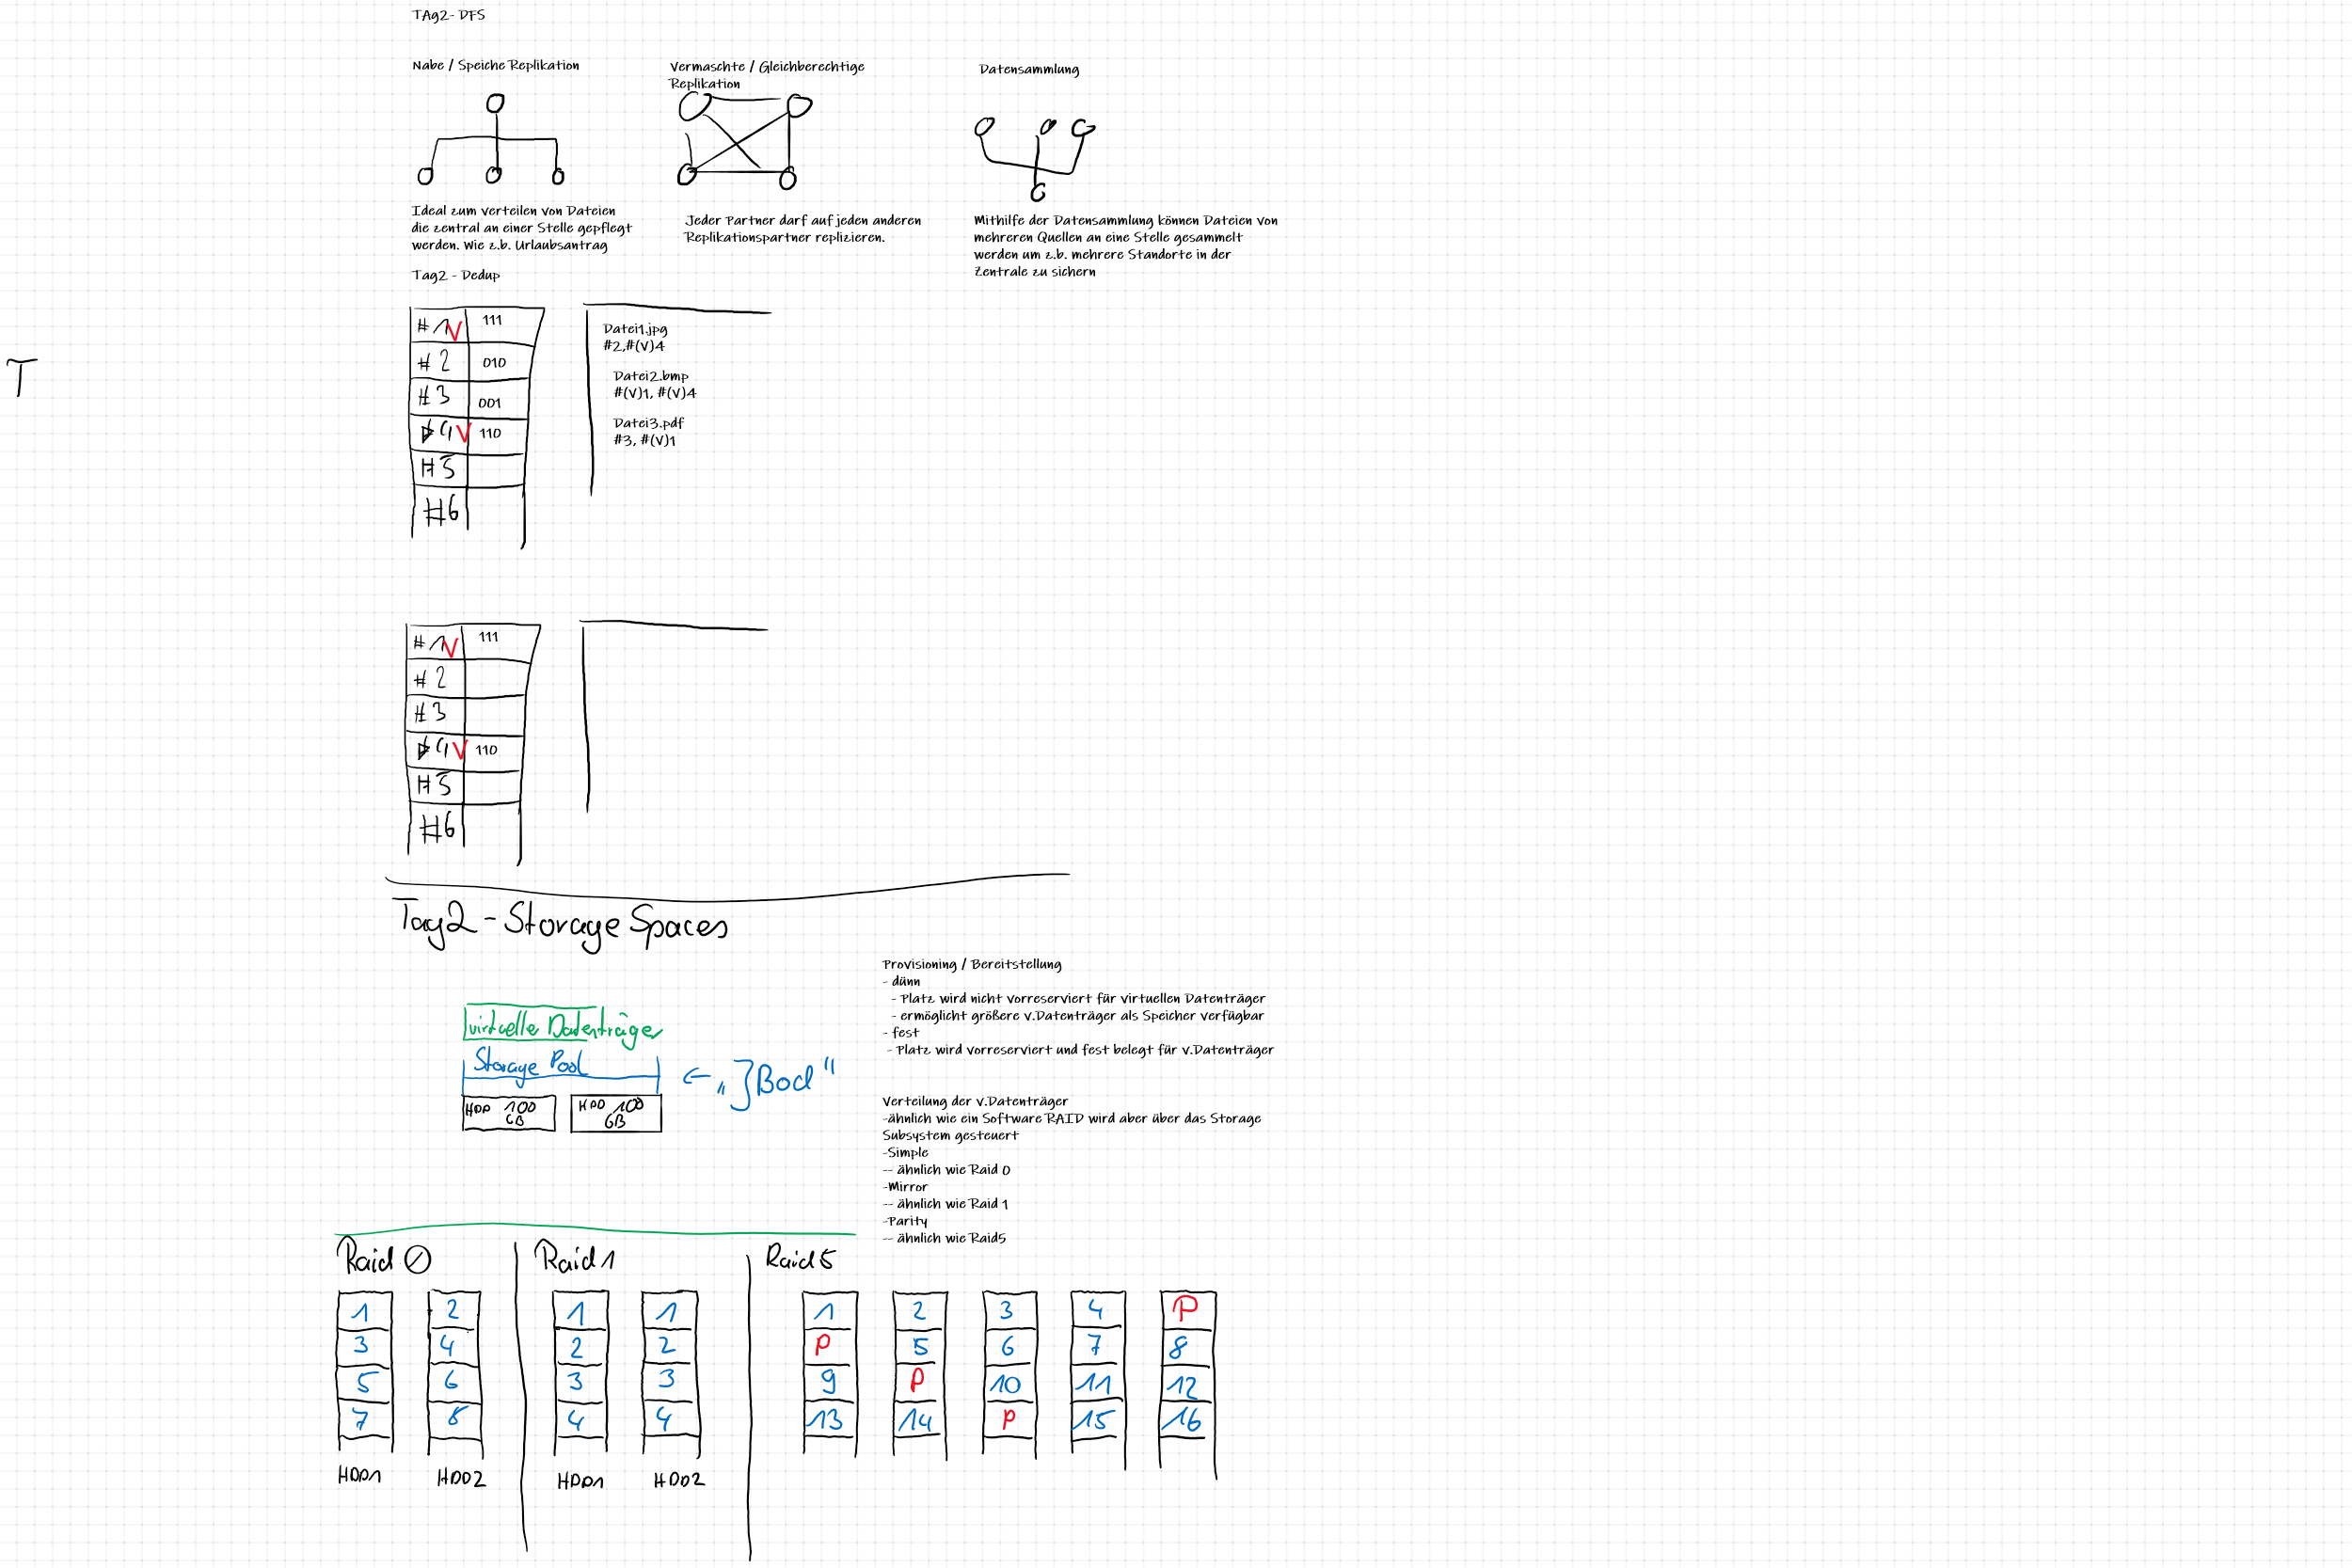 TAg2- DFS
Nabe / Speiche Replikation
Ideal zum verteilen von Dateien
die zentral an einer Stelle gepflegt
werden. Wie z.b. Urlaubsantrag
Vermaschte / Gleichberechtige
Replikation
Jeder Partner darf auf jeden anderen
Replikationspartner replizieren.
Datensammlung
Mithilfe der Datensammlung können Dateien von
mehreren Quellen an eine Stelle gesammelt
werden um z.b. mehrere Standorte in der
Zentrale zu sichern
Tag2 - Dedup
T
#1V 111
#2 010
#3 001
#4V 110
#5
#6
Datei1.jpg
#2,#(V)4
Datei2.bmp
#(V)1, #(V)4
Datei3.pdf
#3, #(V)1
#1V 111
#2
#3
#4V 110
#5
#6
Tag2 - Storage Spaces
virtuelle Datenträger
Storage Pool
HDD 100
GB
HDD 100
GB
← „JBod"
Provisioning / Bereitstellung
- dünn
- Platz wird nicht vorreserviert für virtuellen Datenträger
- ermöglicht größere v.Datenträger als Speicher verfügbar
- fest
- Platz wird vorreserviert und fest belegt für v.Datenträger
Verteilung der v.Datenträger
-ähnlich wie ein Software RAID wird aber über das Storage
Subsystem gesteuert
-Simple
-- ähnlich wie Raid 0
-Mirror
-- ähnlich wie Raid 1
-Parity
-- ähnlich wie Raid5
Raid 0
1 2
3 4
5 6
7 8
HDD1 HDD2
Raid 1
1 1
2 2
3 3
4 4
HDD1 HDD2
Raid 5
1 2 3 4 P
P 5 6 7 8
9 P 10 11 12
13 14 P 15 16